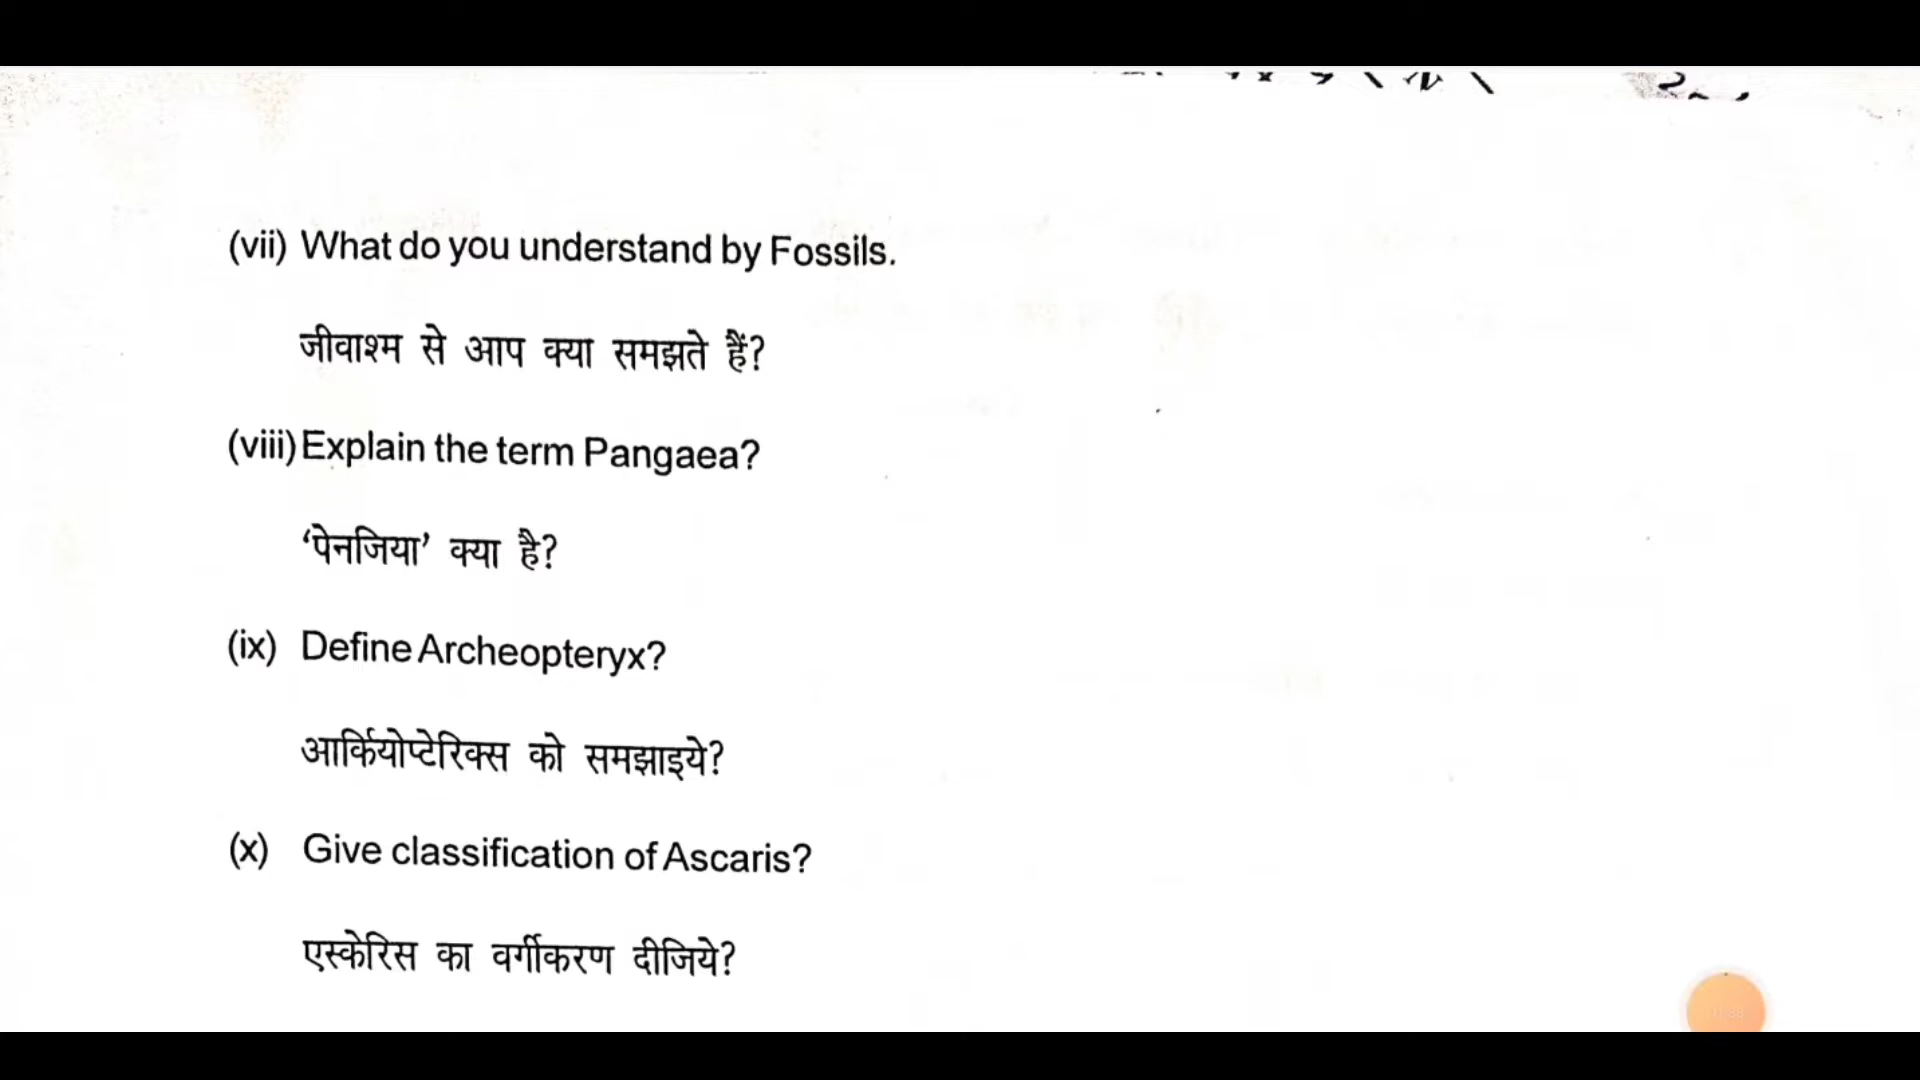 (vii) What do you understand by Fossils.
जीवाश्म से आप क्या समझते हैं?
(viii) Explain the term Pangaea?
‘पेनजिया’ क्या है?
(ix) Define Archeopteryx?
आर्कियोप्टेरिक्स को समझाइये?
(x) Give classification of Ascaris?
एस्केरिस का वर्गीकरण दीजिये?